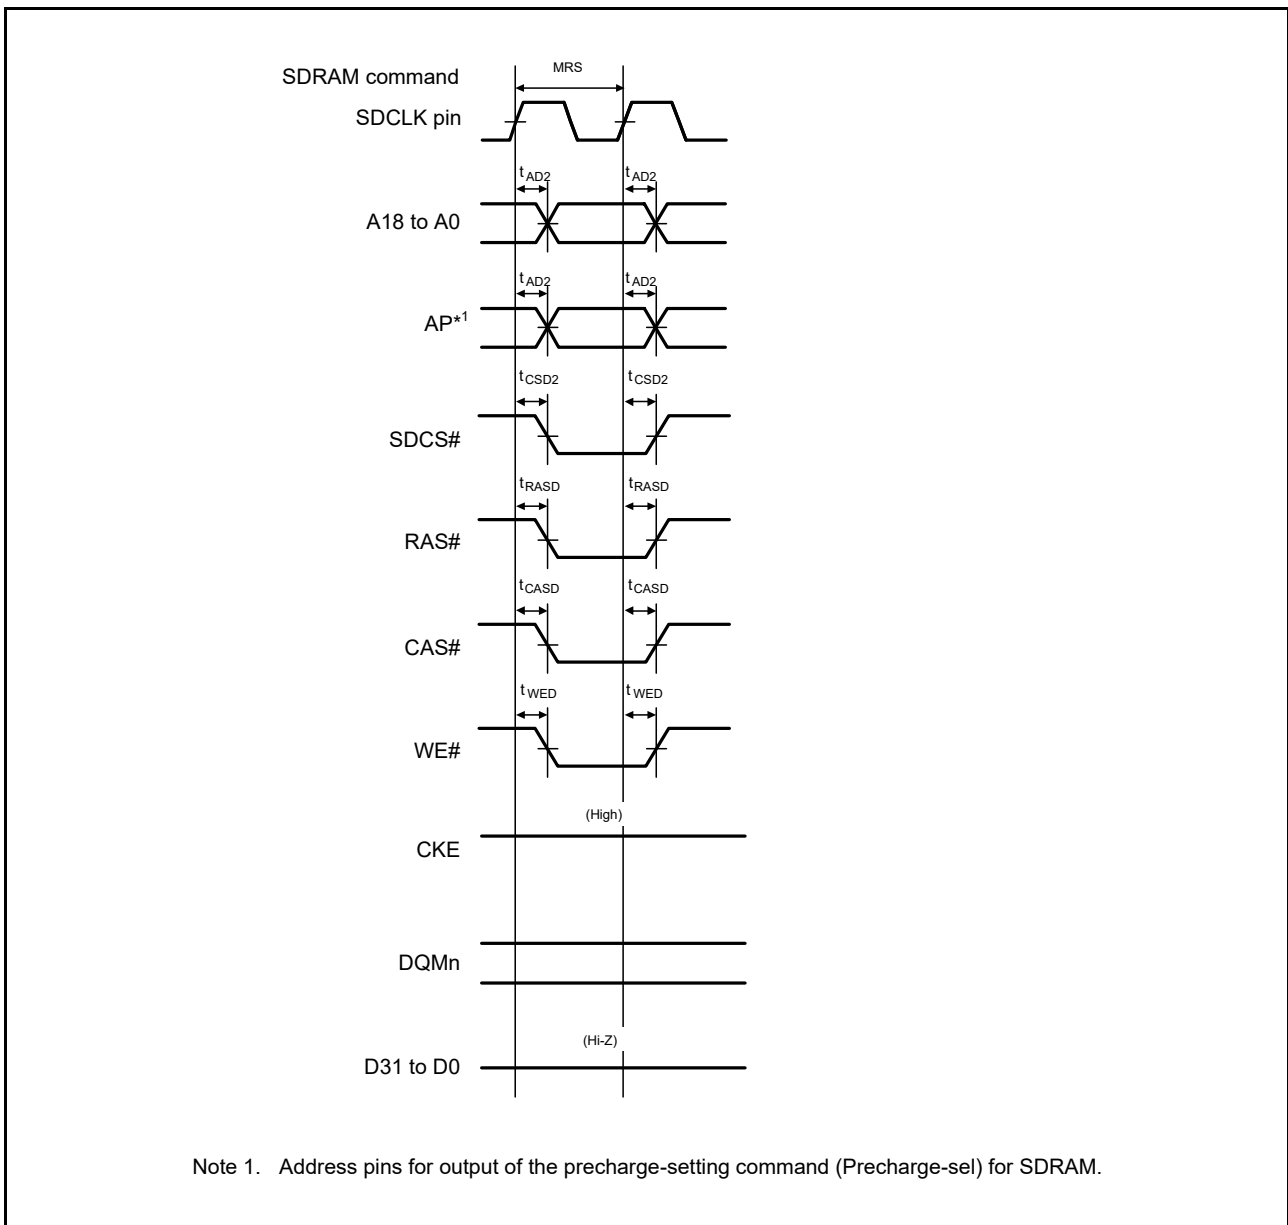 MRS
SDRAM command
SDCLK pin
tAD2 tAD2
A18 to A0
tAD2 tAD2
AP*1
tCSD2 tCSD2
SDCS#
tRASD tRASD
RAS#
tCASD tCASD
CAS#
tWED tWED
WE#
(High)
CKE
DQMn
(Hi-Z)
D31 to D0
Note 1. Address pins for output of the precharge-setting command (Precharge-sel) for SDRAM.